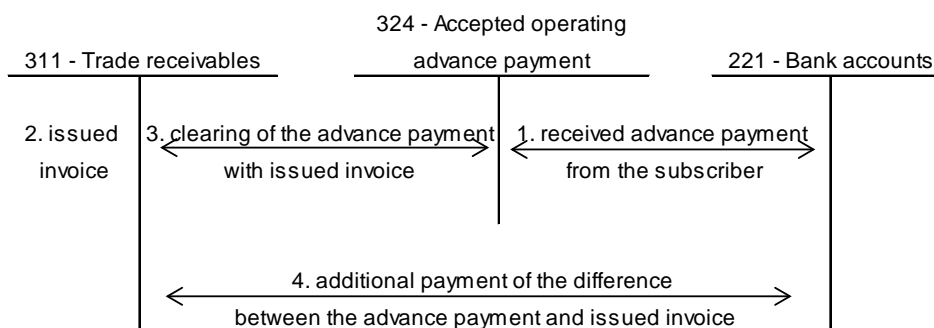 324 - Accepted operating
311 - Trade receivables advance payment 221 - Bank accounts
2. issued 3. clearing of the advance payment 1. received advance payment
invoice with issued invoice from the subscriber
4. additional payment of the difference
between the advance payment and issued invoice